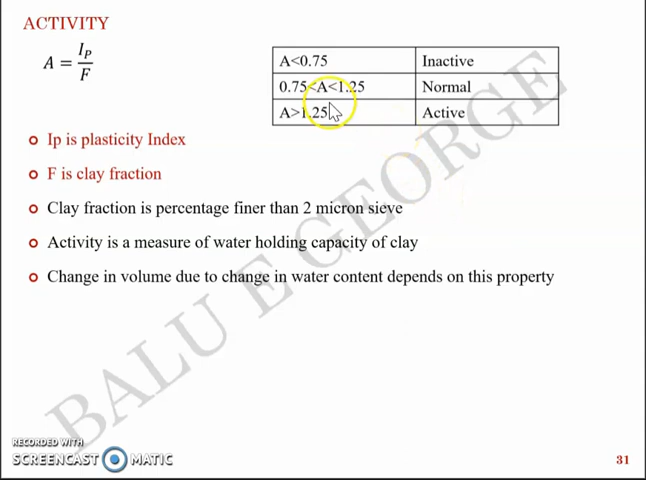 ACTIVITY
A = I_P / F
A<0.75 Inactive
0.75<A<1.25 Normal
A>1.25 Active
Ip is plasticity Index
F is clay fraction
Clay fraction is percentage finer than 2 micron sieve
Activity is a measure of water holding capacity of clay
Change in volume due to change in water content depends on this property
BALU E GEORGE
RECORDED WITH
SCREENCAST MATIC
31